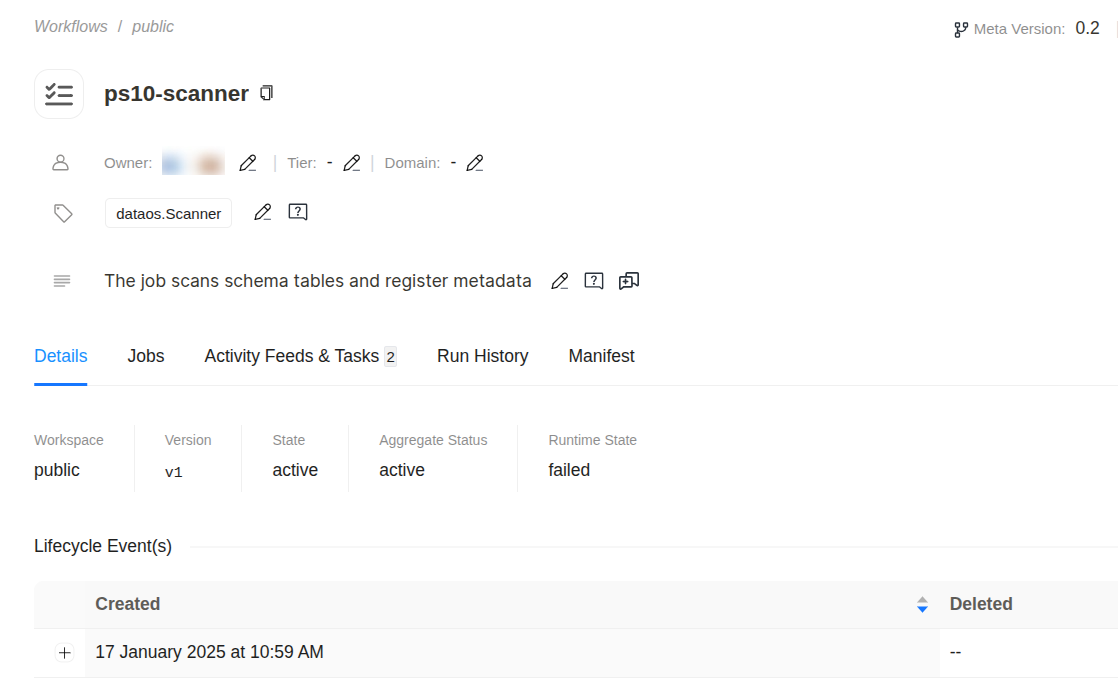 Workflows / public
Meta Version: 0.2
ps10-scanner
Owner: | Tier: - | Domain: -
dataos.Scanner
The job scans schema tables and register metadata
Details Jobs Activity Feeds & Tasks 2 Run History Manifest
Workspace Version State Aggregate Status Runtime State
public v1 active active failed
Lifecycle Event(s)
Created Deleted
17 January 2025 at 10:59 AM --